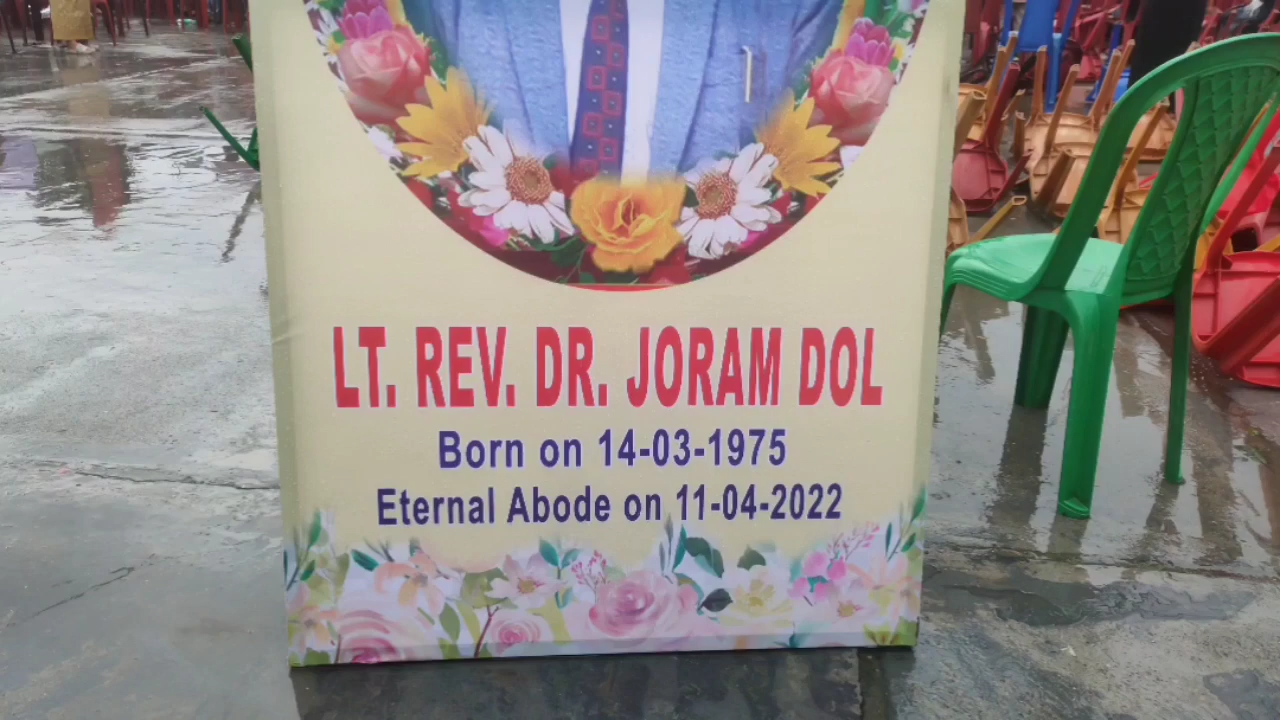 LT. REV. DR. JORAM DOL
Born on 14-03-1975
Eternal Abode on 11-04-2022